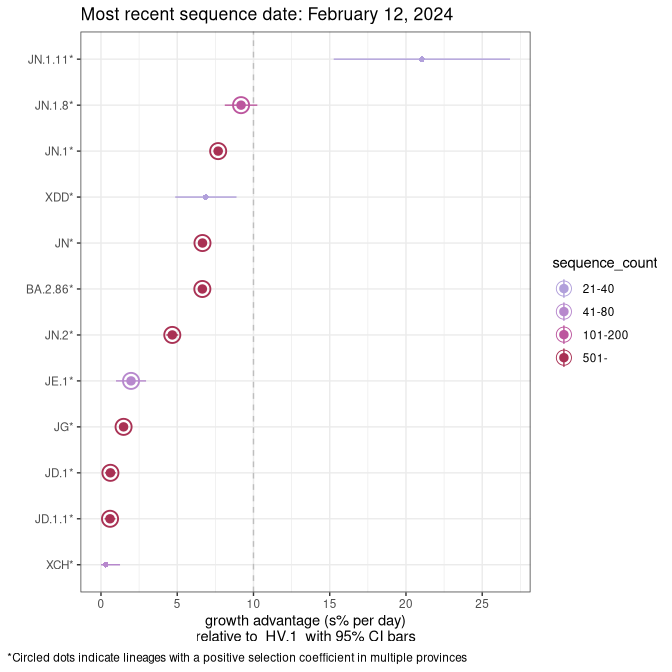 Most recent sequence date: February 12, 2024
JN.1.11*
JN.1.8*
JN.1*
XDD*
JN*
BA.2.86*
JN.2*
JE.1*
JG*
JD.1*
JD.1.1*
XCH*
sequence_count
21-40
41-80
101-200
501-
0 5 10 15 20 25
growth advantage (s% per day)
relative to HV.1 with 95% CI bars
*Circled dots indicate lineages with a positive selection coefficient in multiple provinces